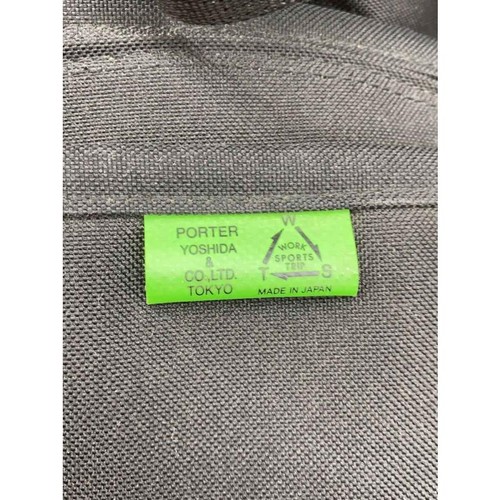 PORTER
YOSHIDA
&
CO.,LTD.
TOKYO
W
WORK
SPORTS
TRIP
T S
MADE IN JAPAN